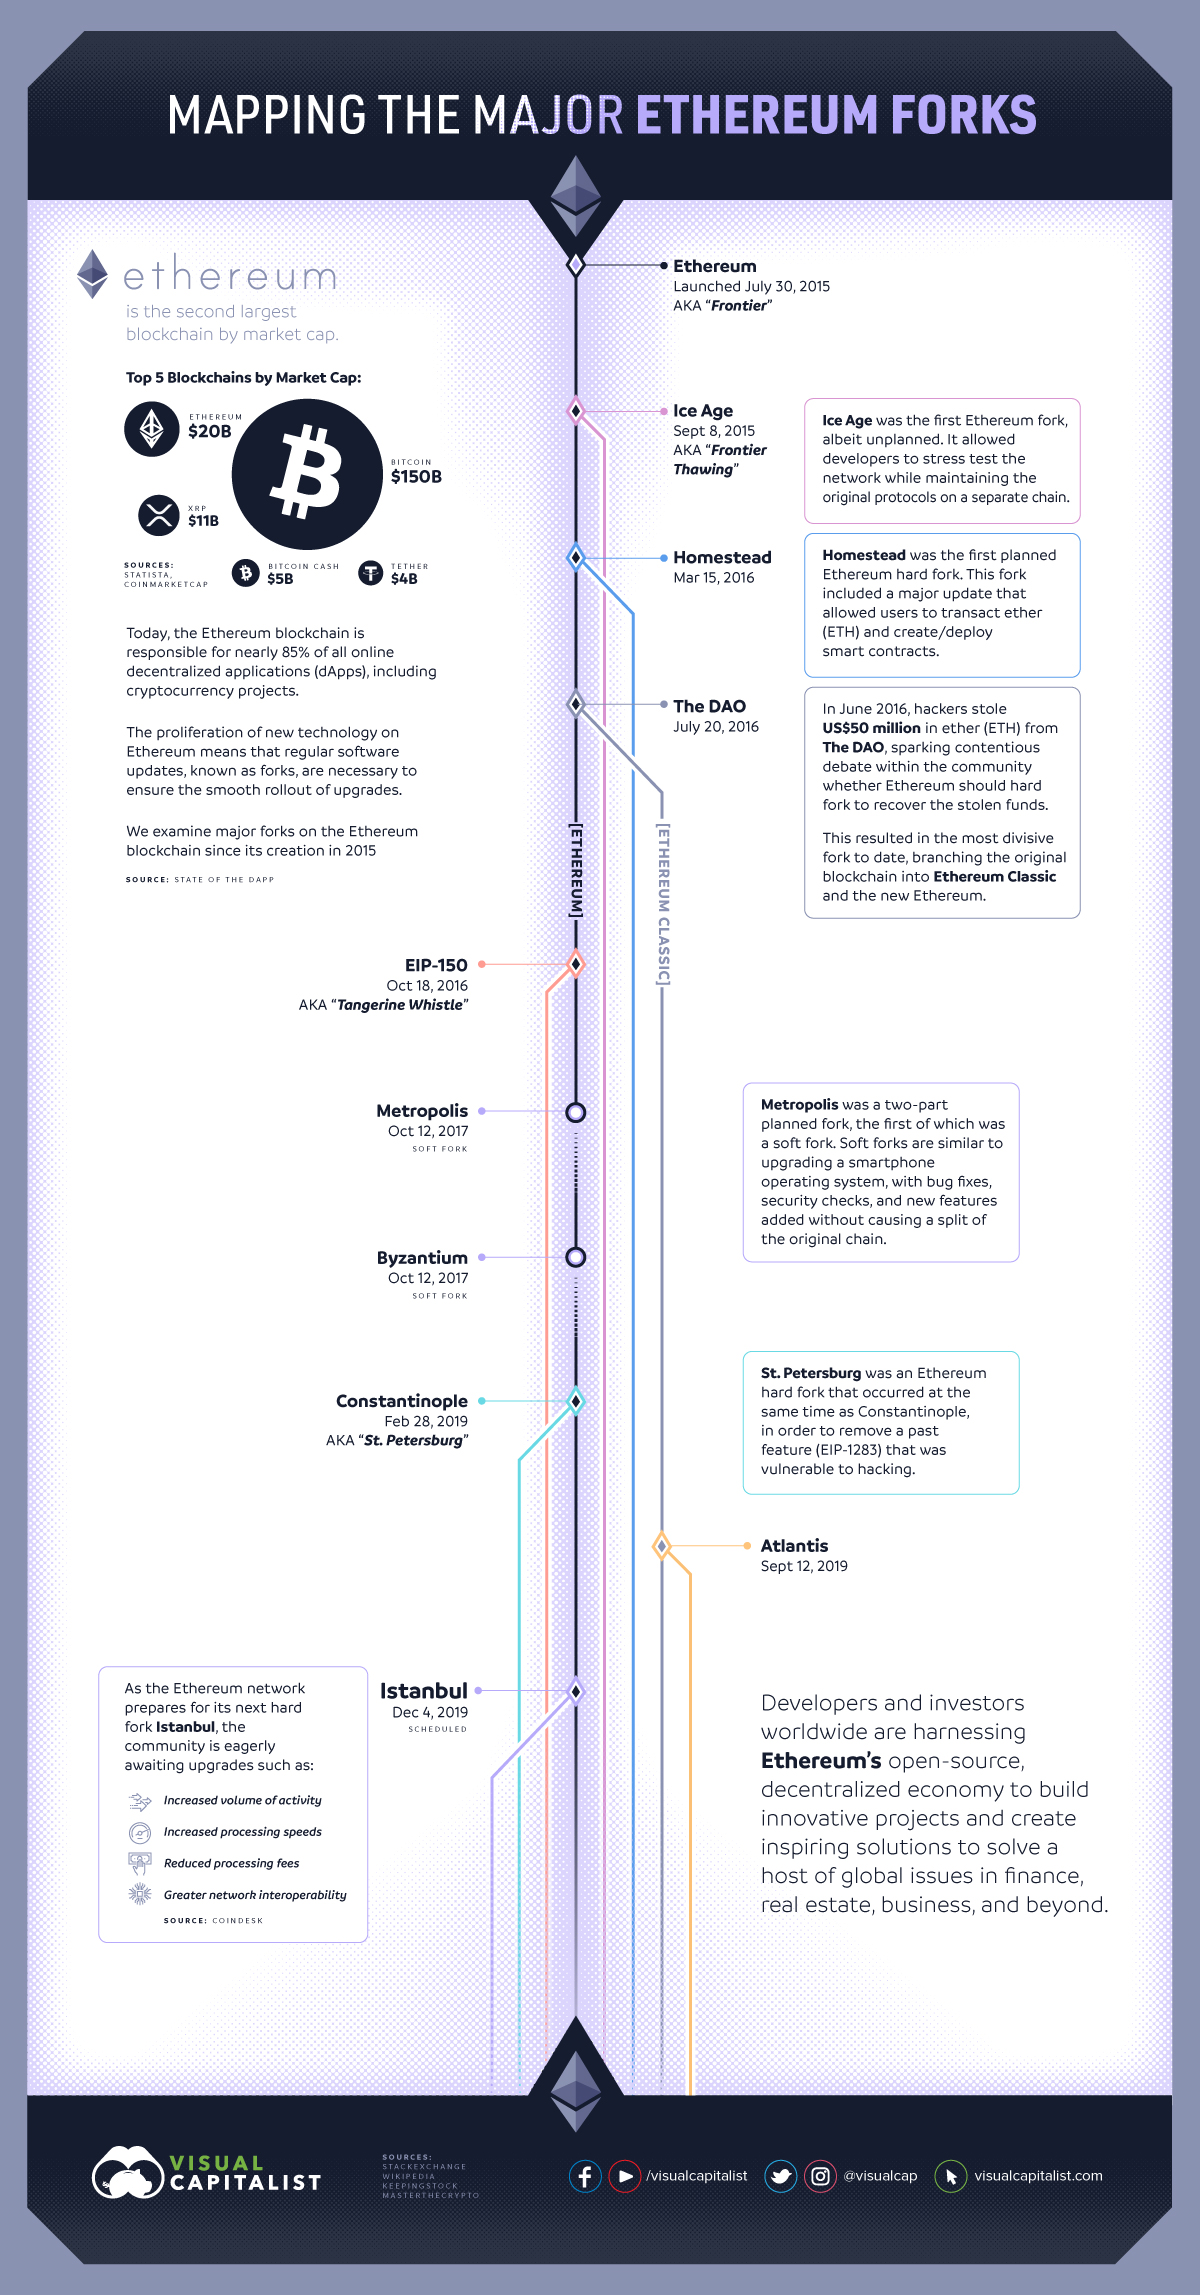 MAPPING THE MAJOR ETHEREUM FORKS
ethereum
is the second largest
blockchain by market cap.
Top 5 Blockchains by Market Cap:
ETHEREUM
$20B
BITCOIN
$150B
XRP
$11B
BITCOIN CASH
$5B
TETHER
$4B
SOURCES:
STATISTA,
COINMARKETCAP
Today, the Ethereum blockchain is
responsible for nearly 85% of all online
decentralized applications (dApps), including
cryptocurrency projects.
The proliferation of new technology on
Ethereum means that regular software
updates, known as forks, are necessary to
ensure the smooth rollout of upgrades.
We examine major forks on the Ethereum
blockchain since its creation in 2015
SOURCE: STATE OF THE DAPP
Ethereum
Launched July 30, 2015
AKA “Frontier”
Ice Age
Sept 8, 2015
AKA “Frontier
Thawing”
Ice Age was the first Ethereum fork,
albeit unplanned. It allowed
developers to stress test the
network while maintaining the
original protocols on a separate chain.
Homestead
Mar 15, 2016
Homestead was the first planned
Ethereum hard fork. This fork
included a major update that
allowed users to transact ether
(ETH) and create/deploy
smart contracts.
The DAO
July 20, 2016
In June 2016, hackers stole
US$50 million in ether (ETH) from
The DAO, sparking contentious
debate within the community
whether Ethereum should hard
fork to recover the stolen funds.
This resulted in the most divisive
fork to date, branching the original
blockchain into Ethereum Classic
and the new Ethereum.
[ETHEREUM]
[ETHEREUM CLASSIC]
EIP-150
Oct 18, 2016
AKA “Tangerine Whistle”
Metropolis
Oct 12, 2017
SOFT FORK
Metropolis was a two-part
planned fork, the first of which was
a soft fork. Soft forks are similar to
upgrading a smartphone
operating system, with bug fixes,
security checks, and new features
added without causing a split of
the original chain.
Byzantium
Oct 12, 2017
SOFT FORK
Constantinople
Feb 28, 2019
AKA “St. Petersburg”
St. Petersburg was an Ethereum
hard fork that occurred at the
same time as Constantinople,
in order to remove a past
feature (EIP-1283) that was
vulnerable to hacking.
Atlantis
Sept 12, 2019
Istanbul
Dec 4, 2019
SCHEDULED
As the Ethereum network
prepares for its next hard
fork Istanbul, the
community is eagerly
awaiting upgrades such as:
Increased volume of activity
Increased processing speeds
Reduced processing fees
Greater network interoperability
SOURCE: COINDESK
Developers and investors
worldwide are harnessing
Ethereum’s open-source,
decentralized economy to build
innovative projects and create
inspiring solutions to solve a
host of global issues in finance,
real estate, business, and beyond.
VISUAL
CAPITALIST
SOURCES:
STACKEXCHANGE
WIKIPEDIA
KEEPINGSTOCK
MASTERTHECRYPTO
/visualcapitalist
@visualcap
visualcapitalist.com